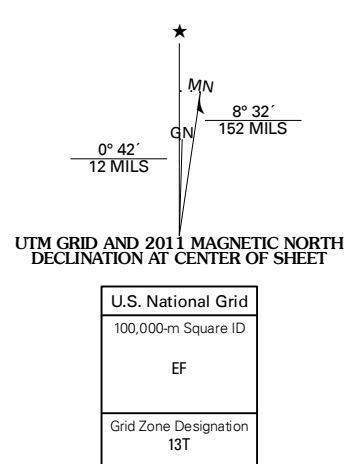 ★
MN
8° 32´
152 MILS
GN
0° 42´
12 MILS
UTM GRID AND 2011 MAGNETIC NORTH
DECLINATION AT CENTER OF SHEET
U.S. National Grid
100,000-m Square ID
EF
Grid Zone Designation
13T